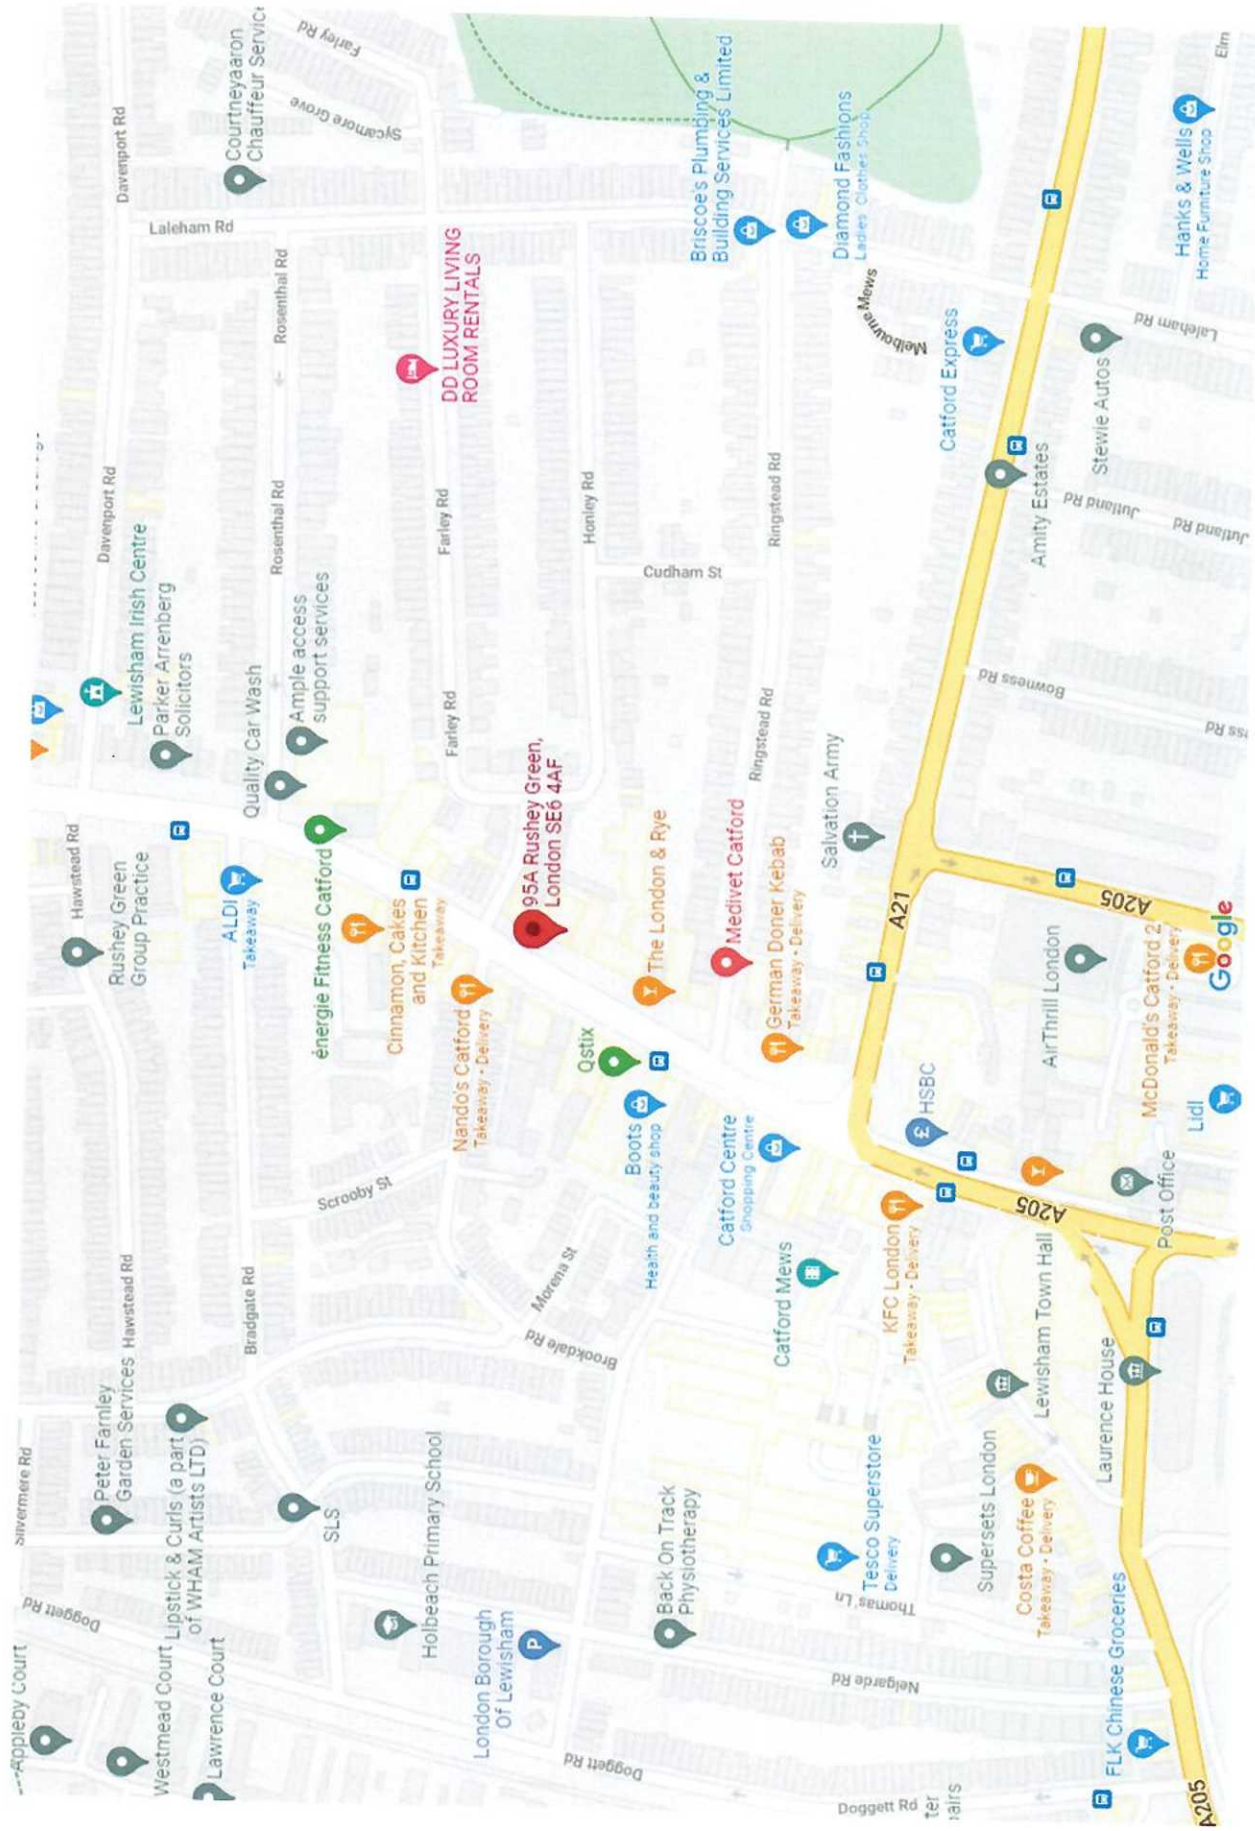 Appleby Court
Doggett Rd
Silvermere Rd
Hawstead Rd
Peter Farnley
Garden Services
Hawstead Rd
Rushey Green
Group Practice
Lewisham Irish Centre
Davenport Rd
Davenport Rd
Westmead Court
Lipstick & Curls (a part
of WHAM Artists LTD)
Lawrence Court
Parker Arrenberg
Solicitors
Laleham Rd
Courtneyaaron
Chauffeur Service
Bradgate Rd
ALDI
Takeaway
Quality Car Wash
Rosenthal Rd
Rosenthal Rd
Ample access
support services
Farley Rd
Sycamore Grove
SLS
Scrooby St
énergie Fitness Catford
Cinnamon, Cakes
and Kitchen
Takeaway
Holbeach Primary School
Nando's Catford
Takeaway • Delivery
Farley Rd
Farley Rd
DD LUXURY LIVING
ROOM RENTALS
London Borough
Of Lewisham
Morena St
Brookdale Rd
95A Rushey Green,
London SE6 4AF
Honley Rd
Doggett Rd
Qstix
Boots
Health and beauty shop
The London & Rye
Cudham St
Back On Track
Physiotherapy
Catford Centre
Shopping Centre
Medivet Catford
Briscoe's Plumbing &
Building Services Limited
Catford Mews
German Doner Kebab
Takeaway • Delivery
Ringstead Rd
Ringstead Rd
Nelgarde Rd
Thomas' Ln
Tesco Superstore
Delivery
Salvation Army
Diamond Fashions
Ladies' Clothes Shop
Melbourne Mews
Doggett Rd
KFC London
Takeaway • Delivery
HSBC
A21
Catford Express
Supersets London
Bowness Rd
Costa Coffee
Takeaway • Delivery
Lewisham Town Hall
A205
AirThrill London
Amity Estates
Jutland Rd
Stewie Autos
Laurence House
FLK Chinese Groceries
A205
Post Office
McDonald's Catford 2
Takeaway • Delivery
Laleham Rd
Hanks & Wells
Home Furniture Shop
Lidl
Jutland Rd
A205
Google
Elm